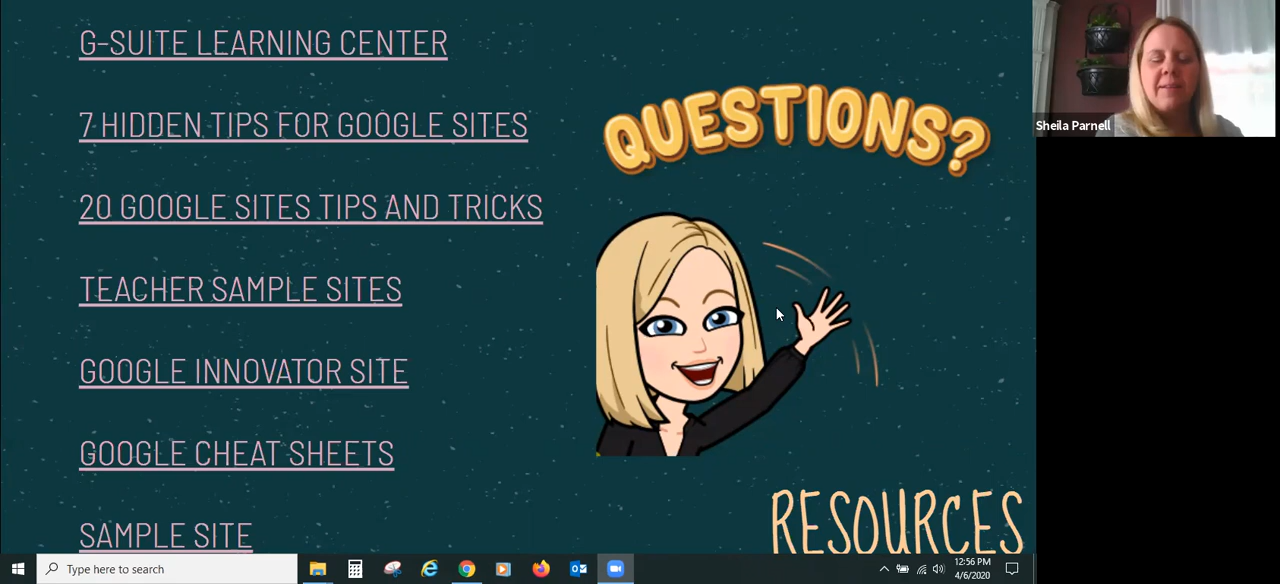 G-SUITE LEARNING CENTER
7 HIDDEN TIPS FOR GOOGLE SITES
20 GOOGLE SITES TIPS AND TRICKS
TEACHER SAMPLE SITES
GOOGLE INNOVATOR SITE
GOOGLE CHEAT SHEETS
SAMPLE SITE
QUESTIONS?
RESOURCES
Sheila Parnell
Type here to search
12:56 PM
4/6/2020